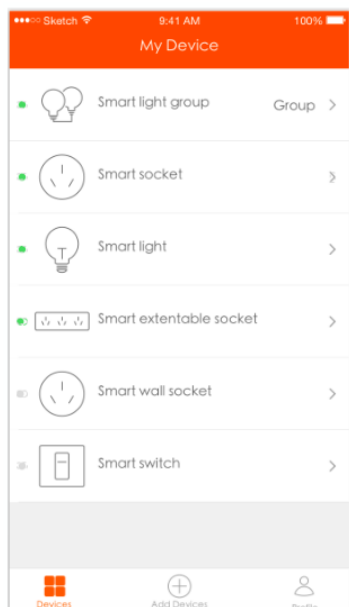 Sketch 9:41 AM 100%
My Device
Smart light group Group
Smart socket
Smart light
Smart extentable socket
Smart wall socket
Smart switch
Devices Add Devices Profile